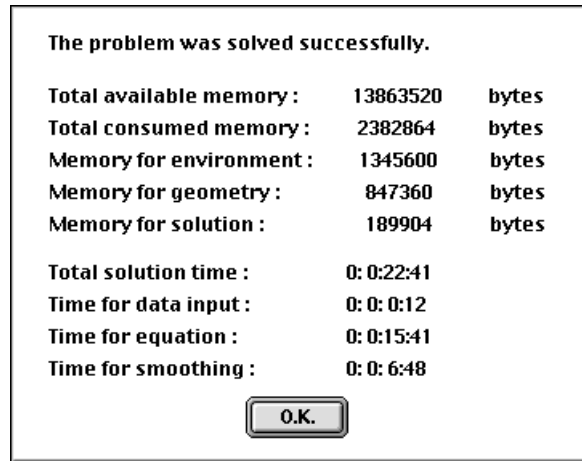 The problem was solved successfully.
Total available memory : 13863520 bytes
Total consumed memory : 2382864 bytes
Memory for environment : 1345600 bytes
Memory for geometry : 847360 bytes
Memory for solution : 189904 bytes
Total solution time : 0: 0:22:41
Time for data input : 0: 0: 0:12
Time for equation : 0: 0:15:41
Time for smoothing : 0: 0: 6:48
O.K.